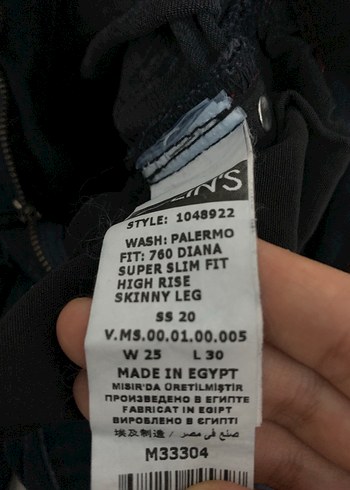 STYLE: 1048922
WASH: PALERMO
FIT: 760 DIANA
SUPER SLIM FIT
HIGH RISE
SKINNY LEG
SS 20
V.MS.00.01.00.005
W 25 L 30
MADE IN EGYPT
MISIR'DA ÜRETİLMİŞTİR
ПРОИЗВЕДЕНО В ЕГИПТЕ
FABRICAT IN EGIPT
ВИРОБЛЕНО В ЄГИПТІ
埃及制造 / صنع في مصر
M33304